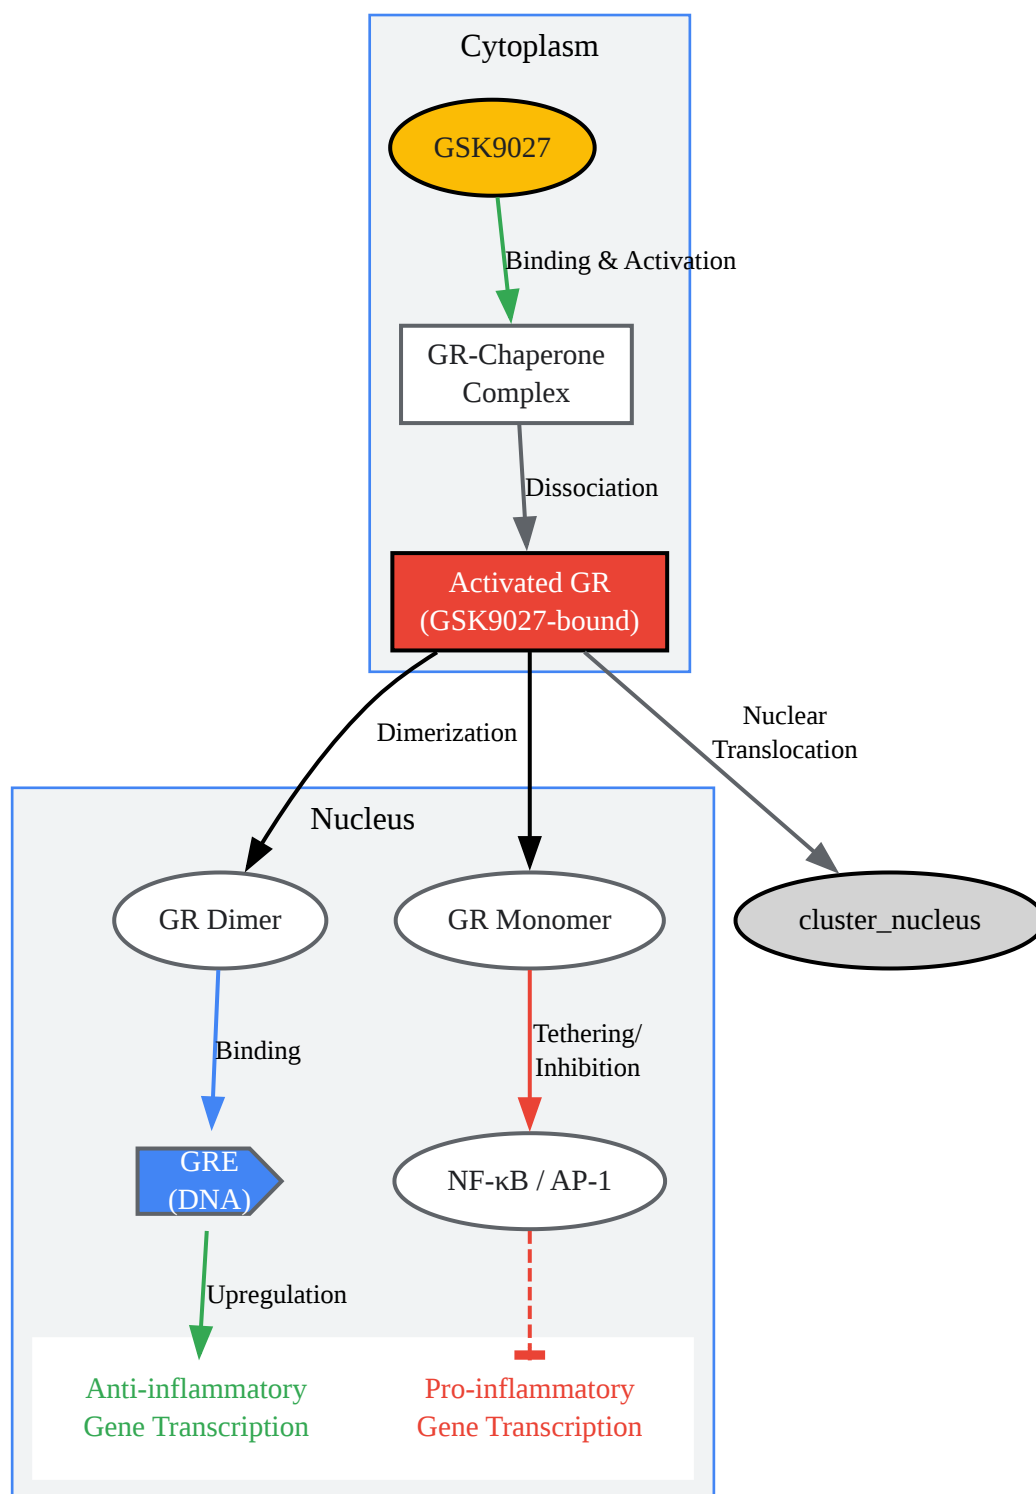 Cytoplasm
GSK9027
Binding & Activation
GR-Chaperone
Complex
Dissociation
Activated GR
(GSK9027-bound)
Dimerization
Nuclear
Translocation
Nucleus
GR Dimer
GR Monomer
cluster_nucleus
Binding
Tethering/
Inhibition
GRE
(DNA)
NF-κB / AP-1
Upregulation
Anti-inflammatory
Gene Transcription
Pro-inflammatory
Gene Transcription